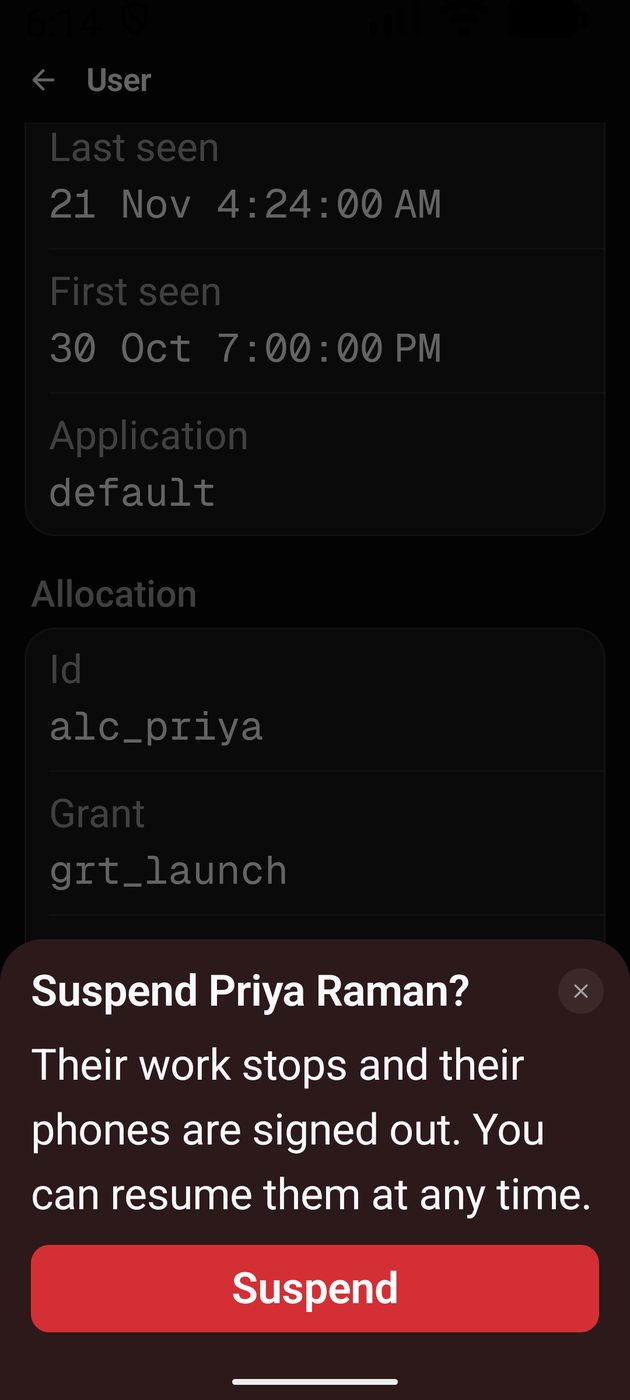 6:14
User
Last seen
21 Nov 4:24:00 AM
First seen
30 Oct 7:00:00 PM
Application
default
Allocation
Id
alc_priya
Grant
grt_launch
Suspend Priya Raman?
Their work stops and their
phones are signed out. You
can resume them at any time.
Suspend